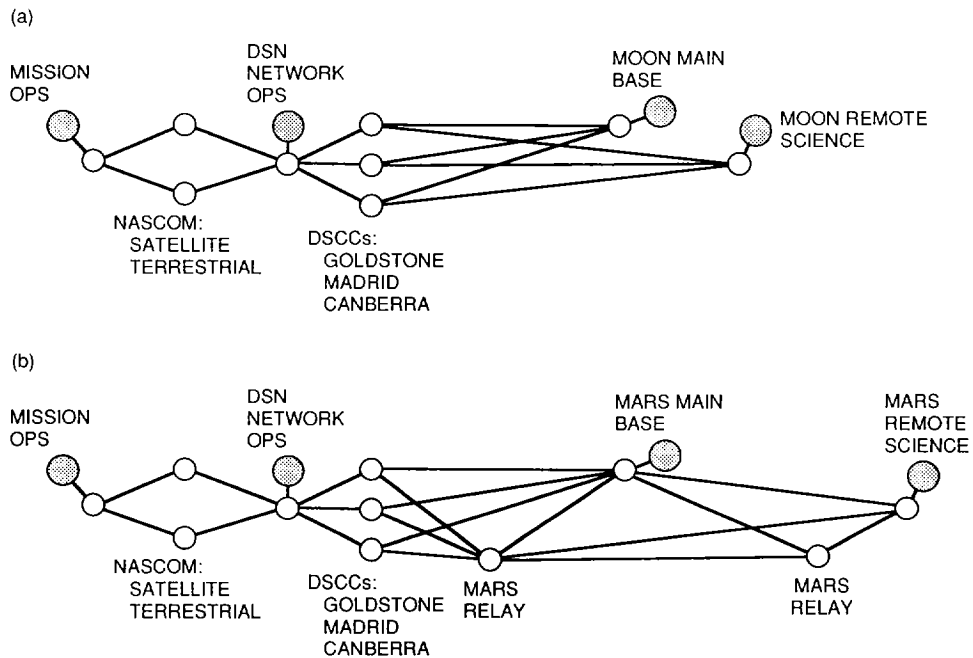 (a)
MISSION
OPS
DSN
NETWORK
OPS
MOON MAIN
BASE
MOON REMOTE
SCIENCE
NASCOM:
SATELLITE
TERRESTRIAL
DSCCs:
GOLDSTONE
MADRID
CANBERRA
(b)
MISSION
OPS
DSN
NETWORK
OPS
MARS MAIN
BASE
MARS
REMOTE
SCIENCE
NASCOM:
SATELLITE
TERRESTRIAL
DSCCs:
GOLDSTONE
MADRID
CANBERRA
MARS
RELAY
MARS
RELAY